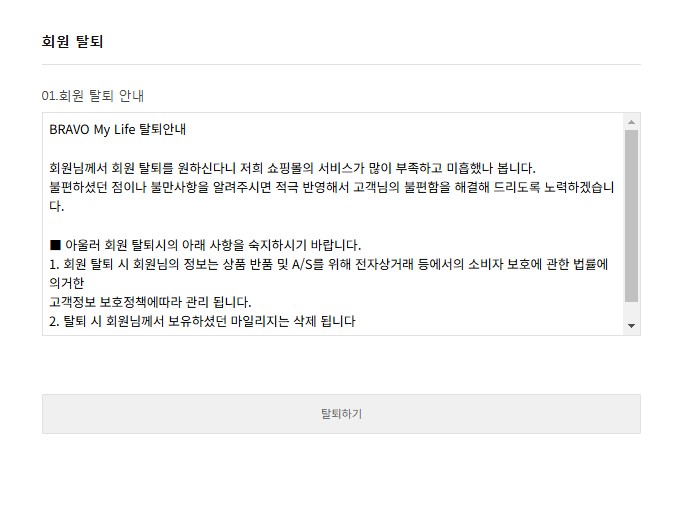 회원 탈퇴
01.회원 탈퇴 안내
BRAVO My Life 탈퇴안내
회원님께서 회원 탈퇴를 원하신다니 저희 쇼핑몰의 서비스가 많이 부족하고 미흡했나 봅니다.
불편하셨던 점이나 불만사항을 알려주시면 적극 반영해서 고객님의 불편함을 해결해 드리도록 노력하겠습니
다.
■ 아울러 회원 탈퇴시의 아래 사항을 숙지하시기 바랍니다.
1. 회원 탈퇴 시 회원님의 정보는 상품 반품 및 A/S를 위해 전자상거래 등에서의 소비자 보호에 관한 법률에
의거한
고객정보 보호정책에따라 관리 됩니다.
2. 탈퇴 시 회원님께서 보유하셨던 마일리지는 삭제 됩니다
탈퇴하기